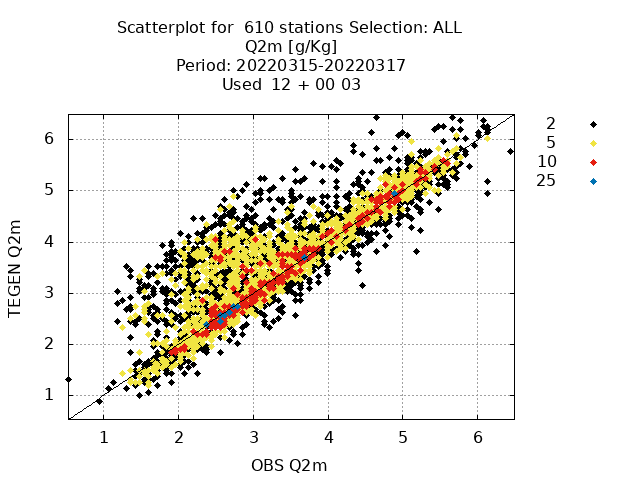 Scatterplot for  610 stations Selection: ALL
Q2m [g/Kg]
Period: 20220315-20220317
Used  12 + 00 03
2
5
10
25
6
5
4
3
2
1
TEGEN Q2m
1 2 3 4 5 6
OBS Q2m